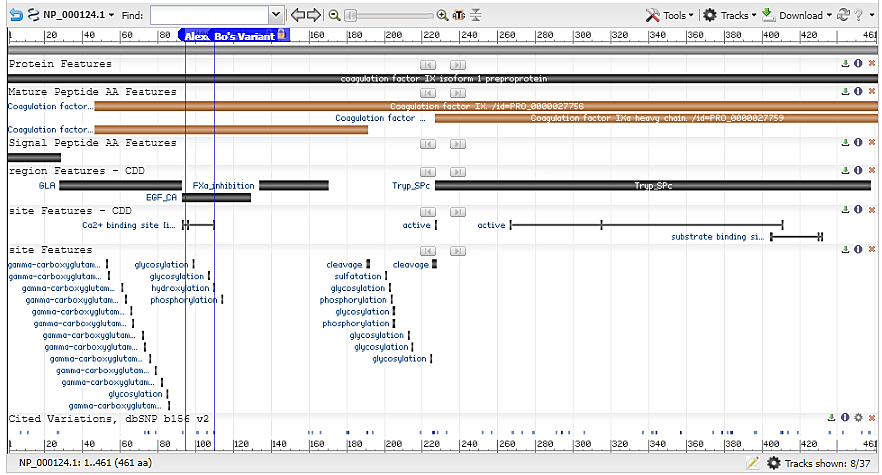 NP_000124.1 Find: Tools Tracks Download ?
1 20 40 60 80 Alex Bo's Variant 160 180 200 220 240 260 280 300 320 340 360 380 400 420 440 461
Protein Features
coagulation factor IX isoform 1 preproprotein
Mature Peptide AA Features
Coagulation factor... Coagulation factor IX. /id=PRO_0000027756
Coagulation factor ... Coagulation factor IXa heavy chain. /id=PRO_0000027759
Coagulation factor...
Signal Peptide AA Features
region Features - CDD
GLA FXa_inhibition Tryp_SPc Tryp_SPc
EGF_CA
site Features - CDD
Ca2+ binding site [i... active active
substrate binding si...
site Features
gamma-carboxyglutam... glycosylation cleavage cleavage
gamma-carboxyglutam... glycosylation sulfatation
gamma-carboxyglutam... hydroxylation glycosylation
gamma-carboxyglutam... phosphorylation phosphorylation
gamma-carboxyglutam... glycosylation
gamma-carboxyglutam... phosphorylation
gamma-carboxyglutam... glycosylation
gamma-carboxyglutam... glycosylation
gamma-carboxyglutam... glycosylation
gamma-carboxyglutam...
gamma-carboxyglutam...
glycosylation
gamma-carboxyglutam...
Cited Variations, dbSNP b156 v2
1 20 40 60 80 100 120 140 160 180 200 220 240 260 280 300 320 340 360 380 400 420 440 461
NP_000124.1: 1..461 (461 aa) Tracks shown: 8/37